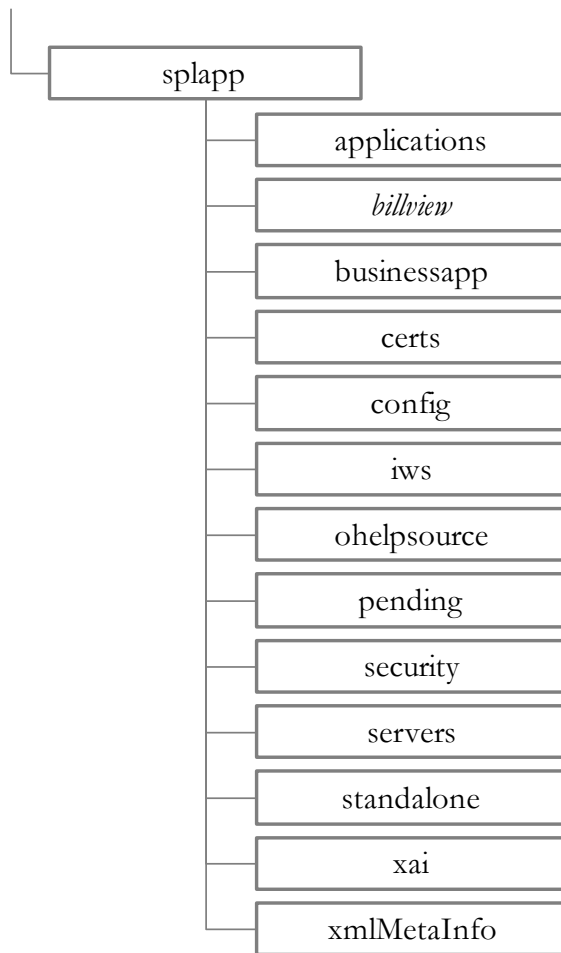 splapp
applications
billview
businessapp
certs
config
iws
ohelpsource
pending
security
servers
standalone
xai
xmlMetaInfo